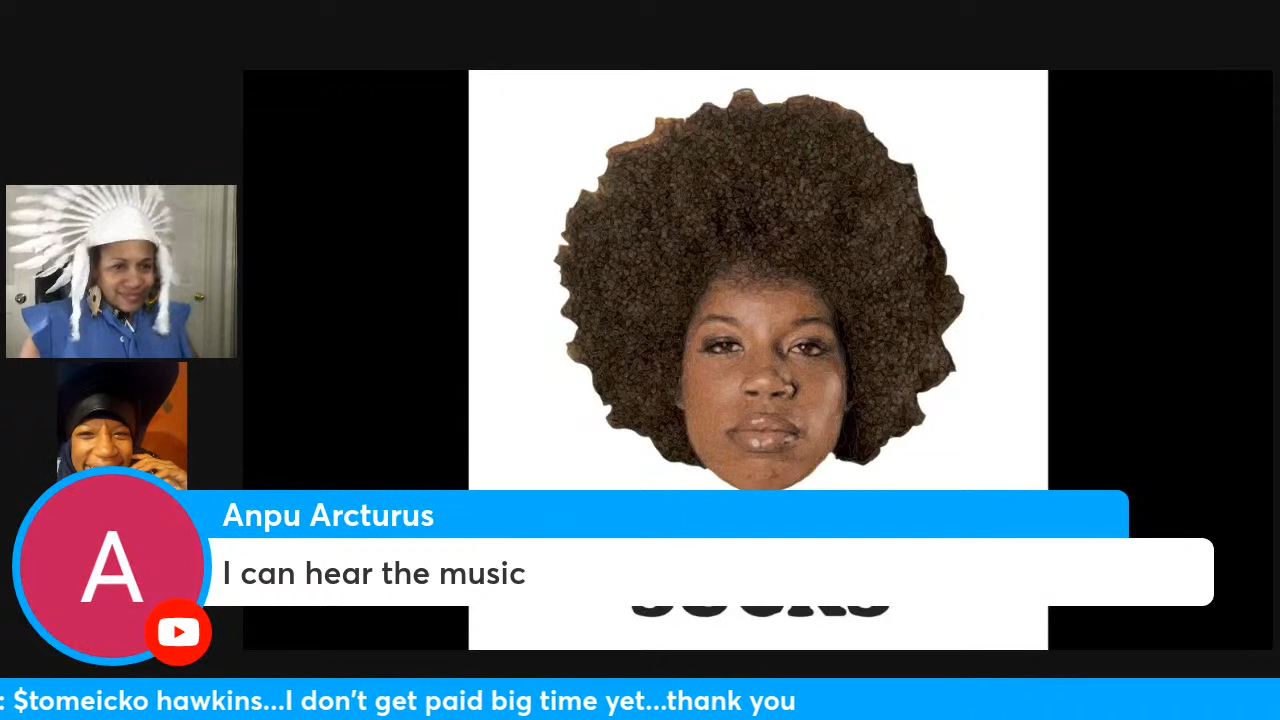 Anpu Arcturus
A
I can hear the music
: $tomeicko hawkins...I don't get paid big time yet...thank you